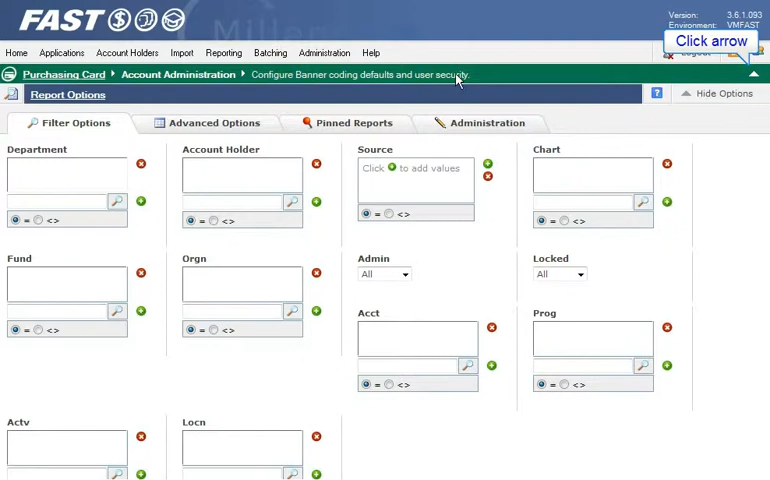 FAST
Mille
Version: 3.6.1.093
Environment: VMFAST
Click arrow
Home Applications Account Holders Import Reporting Batching Administration Help
Purchasing Card Account Administration Configure Banner coding defaults and user security.
Report Options ? Hide Options
Filter Options Advanced Options Pinned Reports Administration
Department Account Holder Source Chart
Click to add values
= <> = <> = <> = <>
Fund Orgn Admin Locked
All All
Acct Prog
= <> = <>
= <> = <>
Actv Locn